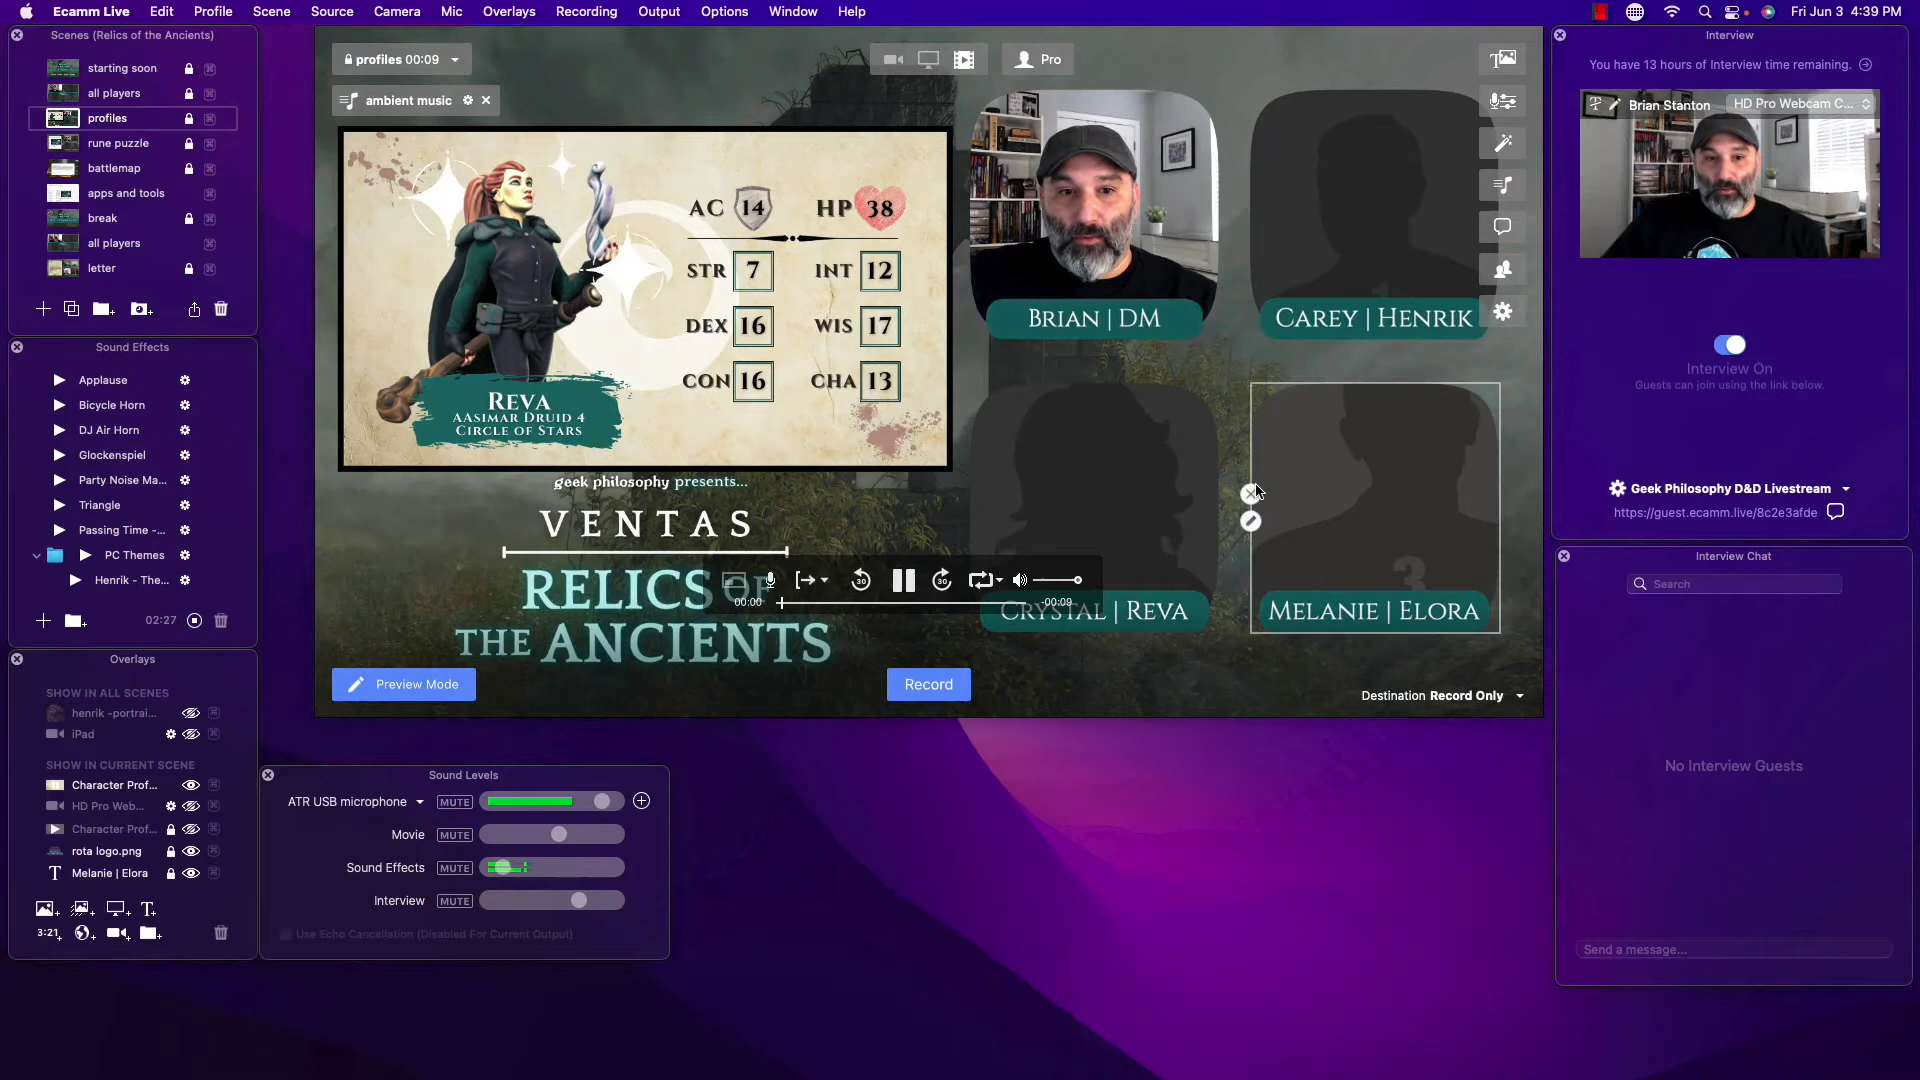 Ecamm Live Edit Profile Scene Source Camera Mic Overlays Recording Output Options Window Help
Fri Jun 3 4:39 PM
Scenes (Relics of the Ancients)
starting soon
all players
profiles
rune puzzle
battlemap
apps and tools
break
all players
letter
Sound Effects
Applause
Bicycle Horn
DJ Air Horn
Glockenspiel
Party Noise Ma...
Triangle
Passing Time -...
PC Themes
Henrik - The...
02:27
Overlays
SHOW IN ALL SCENES
henrik -portrai...
iPad
SHOW IN CURRENT SCENE
Character Prof...
HD Pro Web...
Character Prof...
rota logo.png
Melanie | Elora
3:21
profiles 00:09
Pro
ambient music
AC 14 HP 38
STR 7 INT 12
DEX 16 WIS 17
CON 16 CHA 13
REVA
AASIMAR DRUID 4
CIRCLE OF STARS
geek philosophy presents...
VENTAS
RELICS OF
THE ANCIENTS
BRIAN | DM
CAREY | HENRIK
CRYSTAL | REVA
MELANIE | ELORA
1
3
30
30
00:00
-00:09
Preview Mode
Record
Destination Record Only
Sound Levels
ATR USB microphone MUTE
Movie MUTE
Sound Effects MUTE
Interview MUTE
Use Echo Cancellation (Disabled For Current Output)
Interview
You have 13 hours of Interview time remaining.
Brian Stanton
HD Pro Webcam C...
Interview On
Guests can join using the link below.
Geek Philosophy D&D Livestream
https://guest.ecamm.live/8c2e3afde
Interview Chat
Search
No Interview Guests
Send a message...